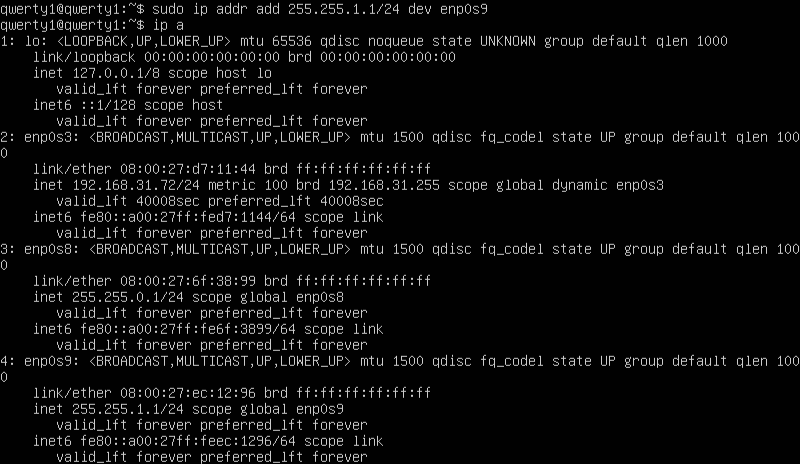 qwerty1@qwerty1:~$ sudo ip addr add 255.255.1.1/24 dev enp0s9
qwerty1@qwerty1:~$ ip a
1: lo: <LOOPBACK,UP,LOWER_UP> mtu 65536 qdisc noqueue state UNKNOWN group default qlen 1000
    link/loopback 00:00:00:00:00:00 brd 00:00:00:00:00:00
    inet 127.0.0.1/8 scope host lo
       valid_lft forever preferred_lft forever
    inet6 ::1/128 scope host
       valid_lft forever preferred_lft forever
2: enp0s3: <BROADCAST,MULTICAST,UP,LOWER_UP> mtu 1500 qdisc fq_codel state UP group default qlen 100
0
    link/ether 08:00:27:d7:11:44 brd ff:ff:ff:ff:ff:ff
    inet 192.168.31.72/24 metric 100 brd 192.168.31.255 scope global dynamic enp0s3
       valid_lft 40008sec preferred_lft 40008sec
    inet6 fe80::a00:27ff:fed7:1144/64 scope link
       valid_lft forever preferred_lft forever
3: enp0s8: <BROADCAST,MULTICAST,UP,LOWER_UP> mtu 1500 qdisc fq_codel state UP group default qlen 100
0
    link/ether 08:00:27:6f:38:99 brd ff:ff:ff:ff:ff:ff
    inet 255.255.0.1/24 scope global enp0s8
       valid_lft forever preferred_lft forever
    inet6 fe80::a00:27ff:fe6f:3899/64 scope link
       valid_lft forever preferred_lft forever
4: enp0s9: <BROADCAST,MULTICAST,UP,LOWER_UP> mtu 1500 qdisc fq_codel state UP group default qlen 100
0
    link/ether 08:00:27:ec:12:96 brd ff:ff:ff:ff:ff:ff
    inet 255.255.1.1/24 scope global enp0s9
       valid_lft forever preferred_lft forever
    inet6 fe80::a00:27ff:feec:1296/64 scope link
       valid_lft forever preferred_lft forever